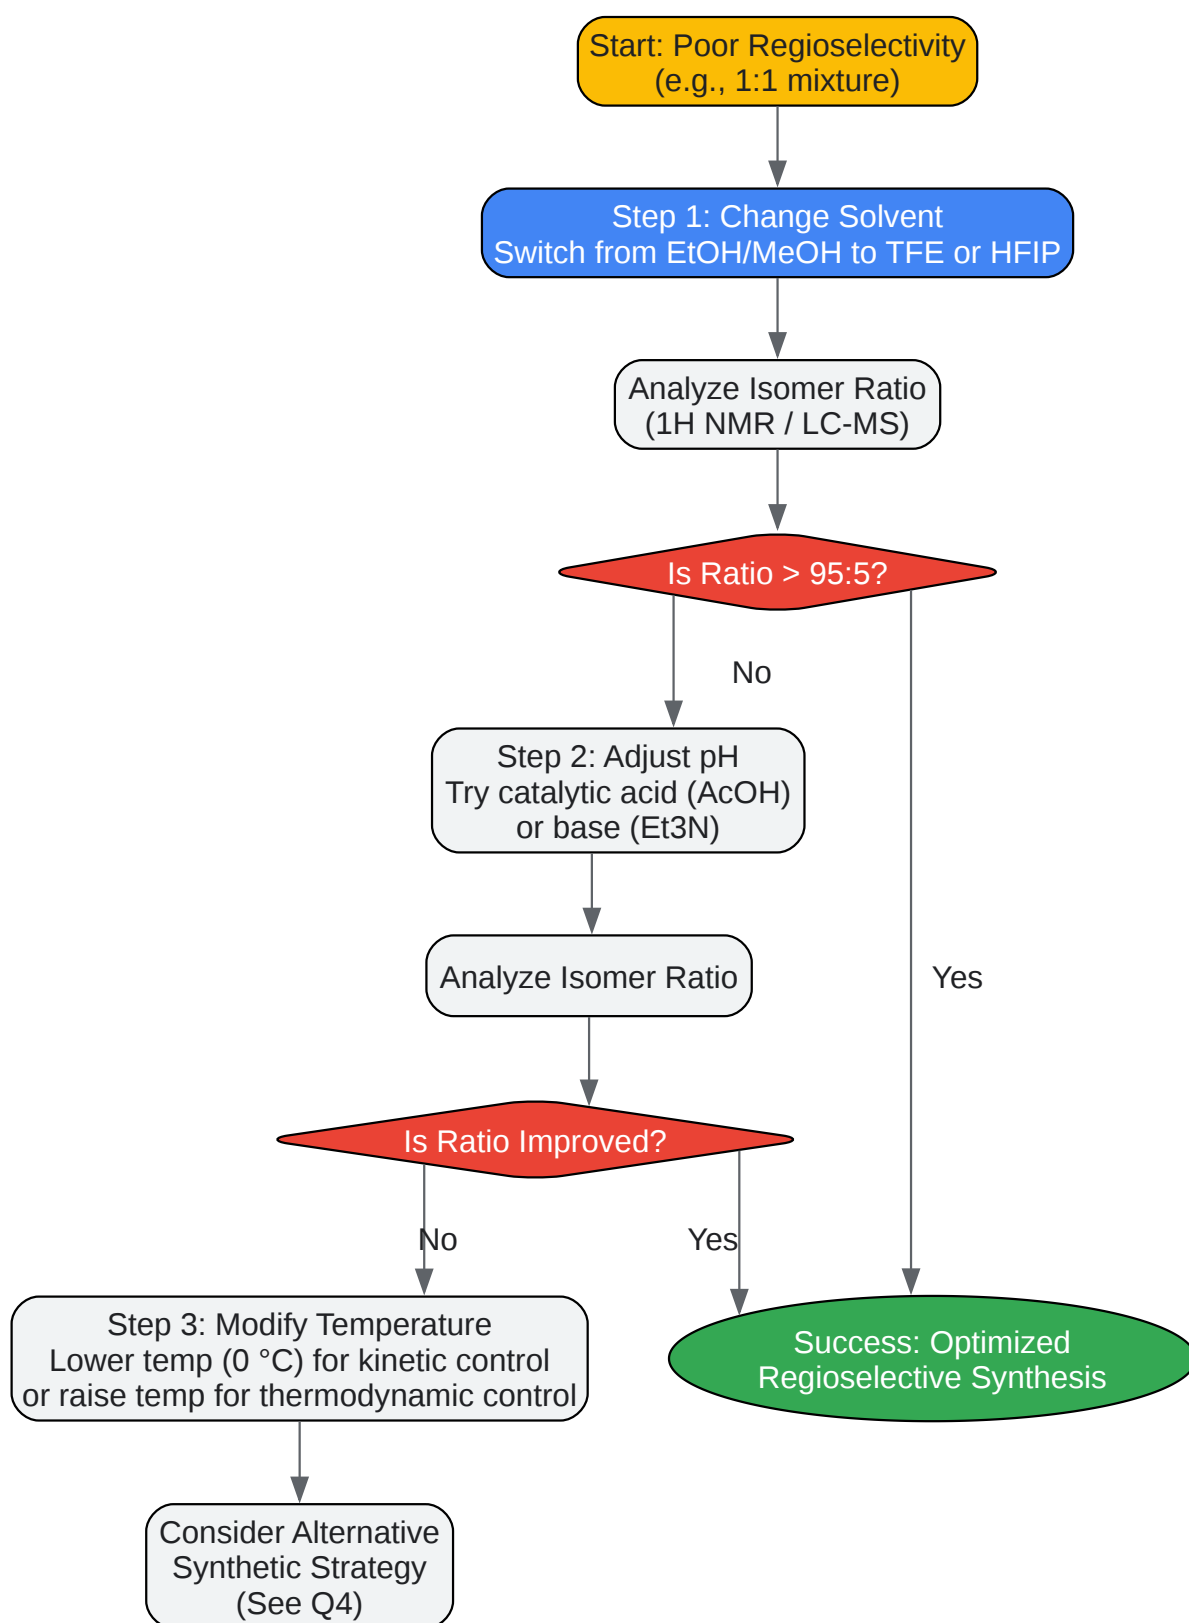 Start: Poor Regioselectivity
(e.g., 1:1 mixture)
Step 1: Change Solvent
Switch from EtOH/MeOH to TFE or HFIP
Analyze Isomer Ratio
(1H NMR / LC-MS)
Is Ratio > 95:5?
No
Step 2: Adjust pH
Try catalytic acid (AcOH)
or base (Et3N)
Analyze Isomer Ratio
Yes
Is Ratio Improved?
No
Yes
Step 3: Modify Temperature
Lower temp (0 °C) for kinetic control
or raise temp for thermodynamic control
Success: Optimized
Regioselective Synthesis
Consider Alternative
Synthetic Strategy
(See Q4)